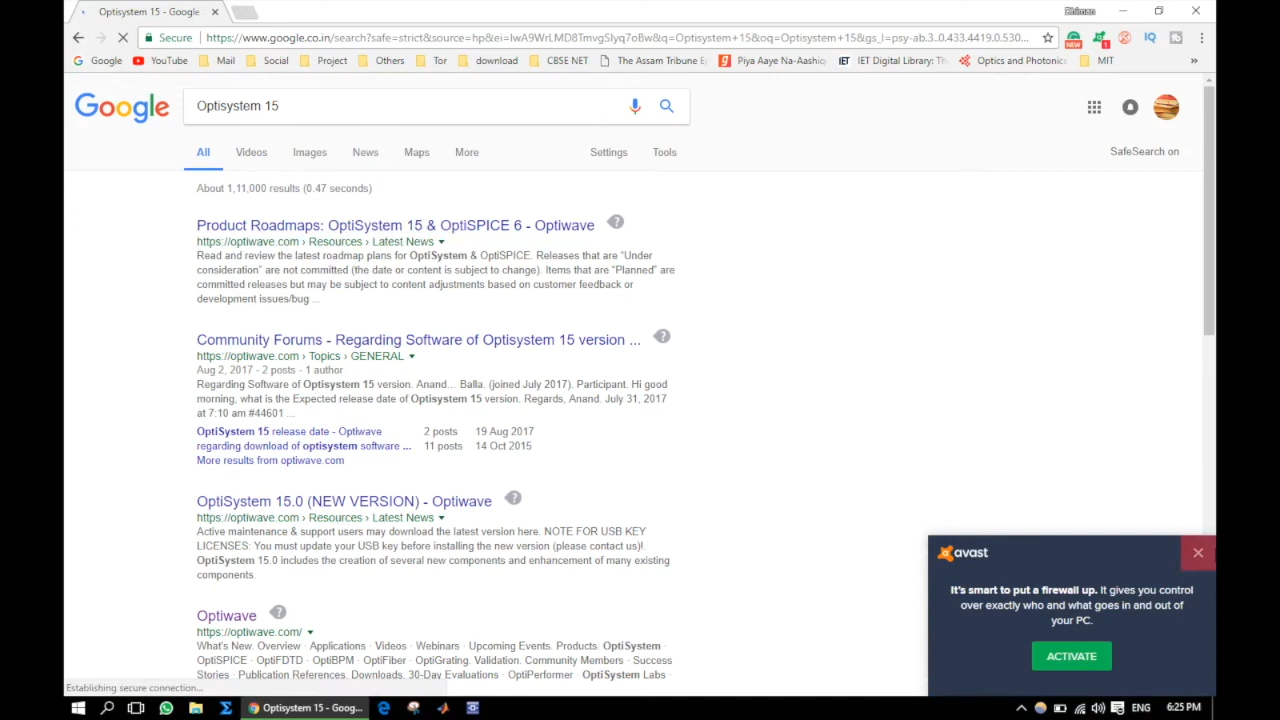 Optisystem 15 - Google
Dhiman
Secure
https://www.google.co.in/search?safe=strict&source=hp&ei=IwA9WrLMD8TmvgSIyq7oBw&q=Optisystem+15&oq=Optisystem+15&gs_l=psy-ab.3..0.433.4419.0.530...
NEW
1
IQ
Google
YouTube
Mail
Social
Project
Others
Tor
download
CBSE NET
The Assam Tribune Ep
Piya Aaye Na-Aashiq
IET
IET Digital Library: Th
Optics and Photonics
MIT
Google
Optisystem 15
All
Videos
Images
News
Maps
More
Settings
Tools
SafeSearch on
About 1,11,000 results (0.47 seconds)
Product Roadmaps: OptiSystem 15 & OptiSPICE 6 - Optiwave
https://optiwave.com › Resources › Latest News
Read and review the latest roadmap plans for OptiSystem & OptiSPICE. Releases that are “Under
consideration” are not committed (the date or content is subject to change). Items that are “Planned” are
committed releases but may be subject to content adjustments based on customer feedback or
development issues/bug ...
Community Forums - Regarding Software of Optisystem 15 version ...
https://optiwave.com › Topics › GENERAL
Aug 2, 2017 - 2 posts - 1 author
Regarding Software of Optisystem 15 version. Anand... Balla. (joined July 2017). Participant. Hi good
morning, what is the Expected release date of Optisystem 15 version. Regards, Anand. July 31, 2017
at 7:10 am #44601 ...
OptiSystem 15 release date - Optiwave 2 posts 19 Aug 2017
regarding download of optisystem software ... 11 posts 14 Oct 2015
More results from optiwave.com
OptiSystem 15.0 (NEW VERSION) - Optiwave
https://optiwave.com › Resources › Latest News
Active maintenance & support users may download the latest version here. NOTE FOR USB KEY
LICENSES: You must update your USB key before installing the new version (please contact us)!.
OptiSystem 15.0 includes the creation of several new components and enhancement of many existing
components.
Optiwave
https://optiwave.com/
What's New. Overview · Applications · Videos · Webinars · Upcoming Events. Products. OptiSystem ·
OptiSPICE · OptiFDTD · OptiBPM · OptiFiber · OptiGrating. Validation. Community Members · Success
Stories · Publication References. Downloads. 30-Day Evaluations · OptiPerformer · OptiSystem Labs ·
Establishing secure connection...
avast
It's smart to put a firewall up. It gives you control
over exactly who and what goes in and out of
your PC.
ACTIVATE
Optisystem 15 - Goog...
ENG
6:25 PM